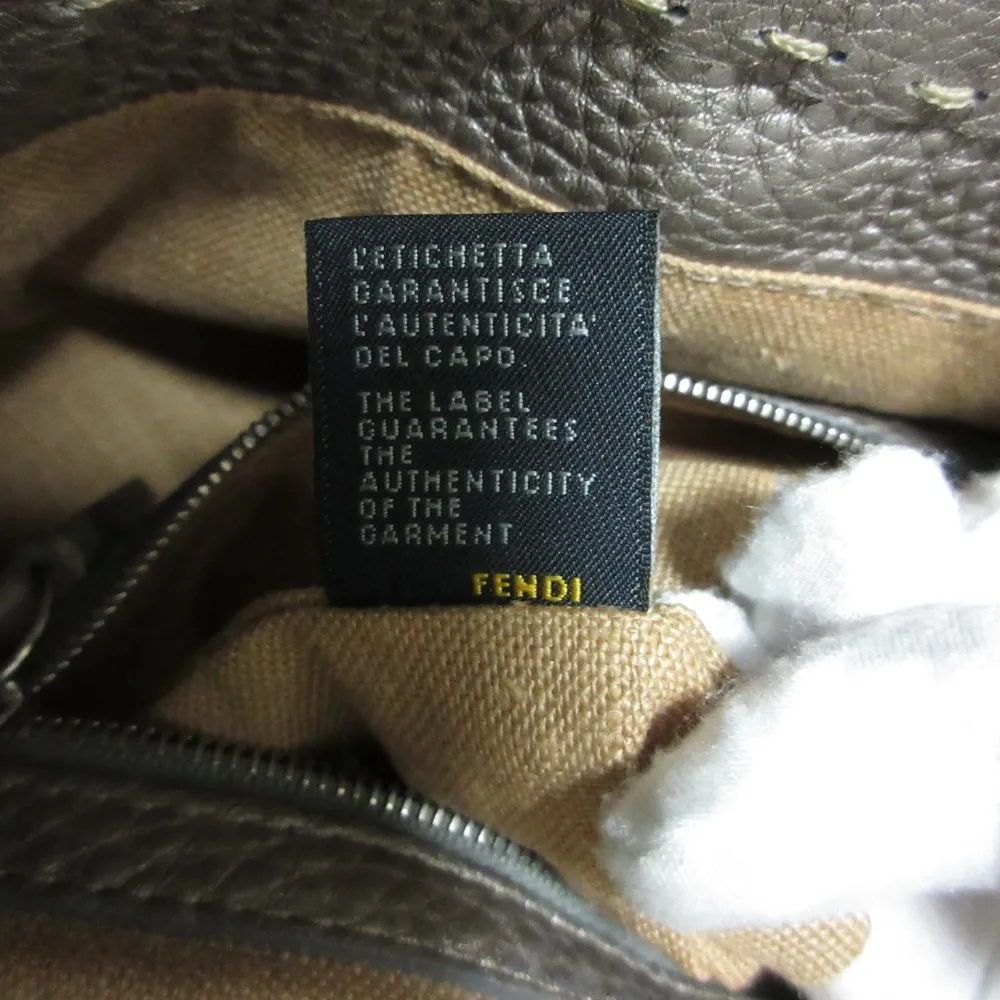 L'ETICHETTA
GARANTISCE
L'AUTENTICITA'
DEL CAPO.
THE LABEL
GUARANTEES
THE
AUTHENTICITY
OF THE
GARMENT
FENDI